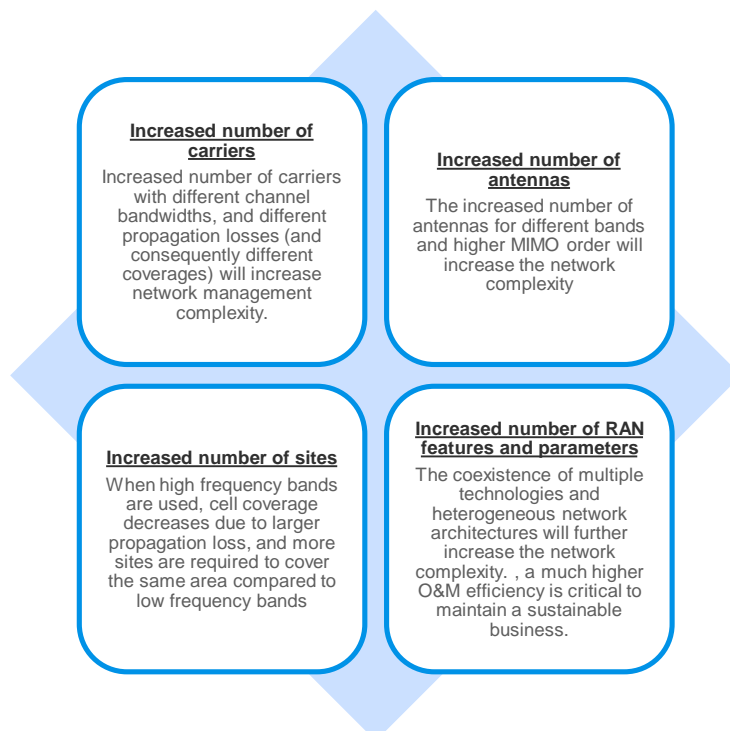 Increased number of
carriers
Increased number of carriers
with different channel
bandwidths, and different
propagation losses (and
consequently different
coverages) will increase
network management
complexity.
Increased number of
antennas
The increased number of
antennas for different bands
and higher MIMO order will
increase the network
complexity
Increased number of sites
When high frequency bands
are used, cell coverage
decreases due to larger
propagation loss, and more
sites are required to cover
the same area compared to
low frequency bands
Increased number of RAN
features and parameters
The coexistence of multiple
technologies and
heterogeneous network
architectures will further
increase the network
complexity. , a much higher
O&M efficiency is critical to
maintain a sustainable
business.